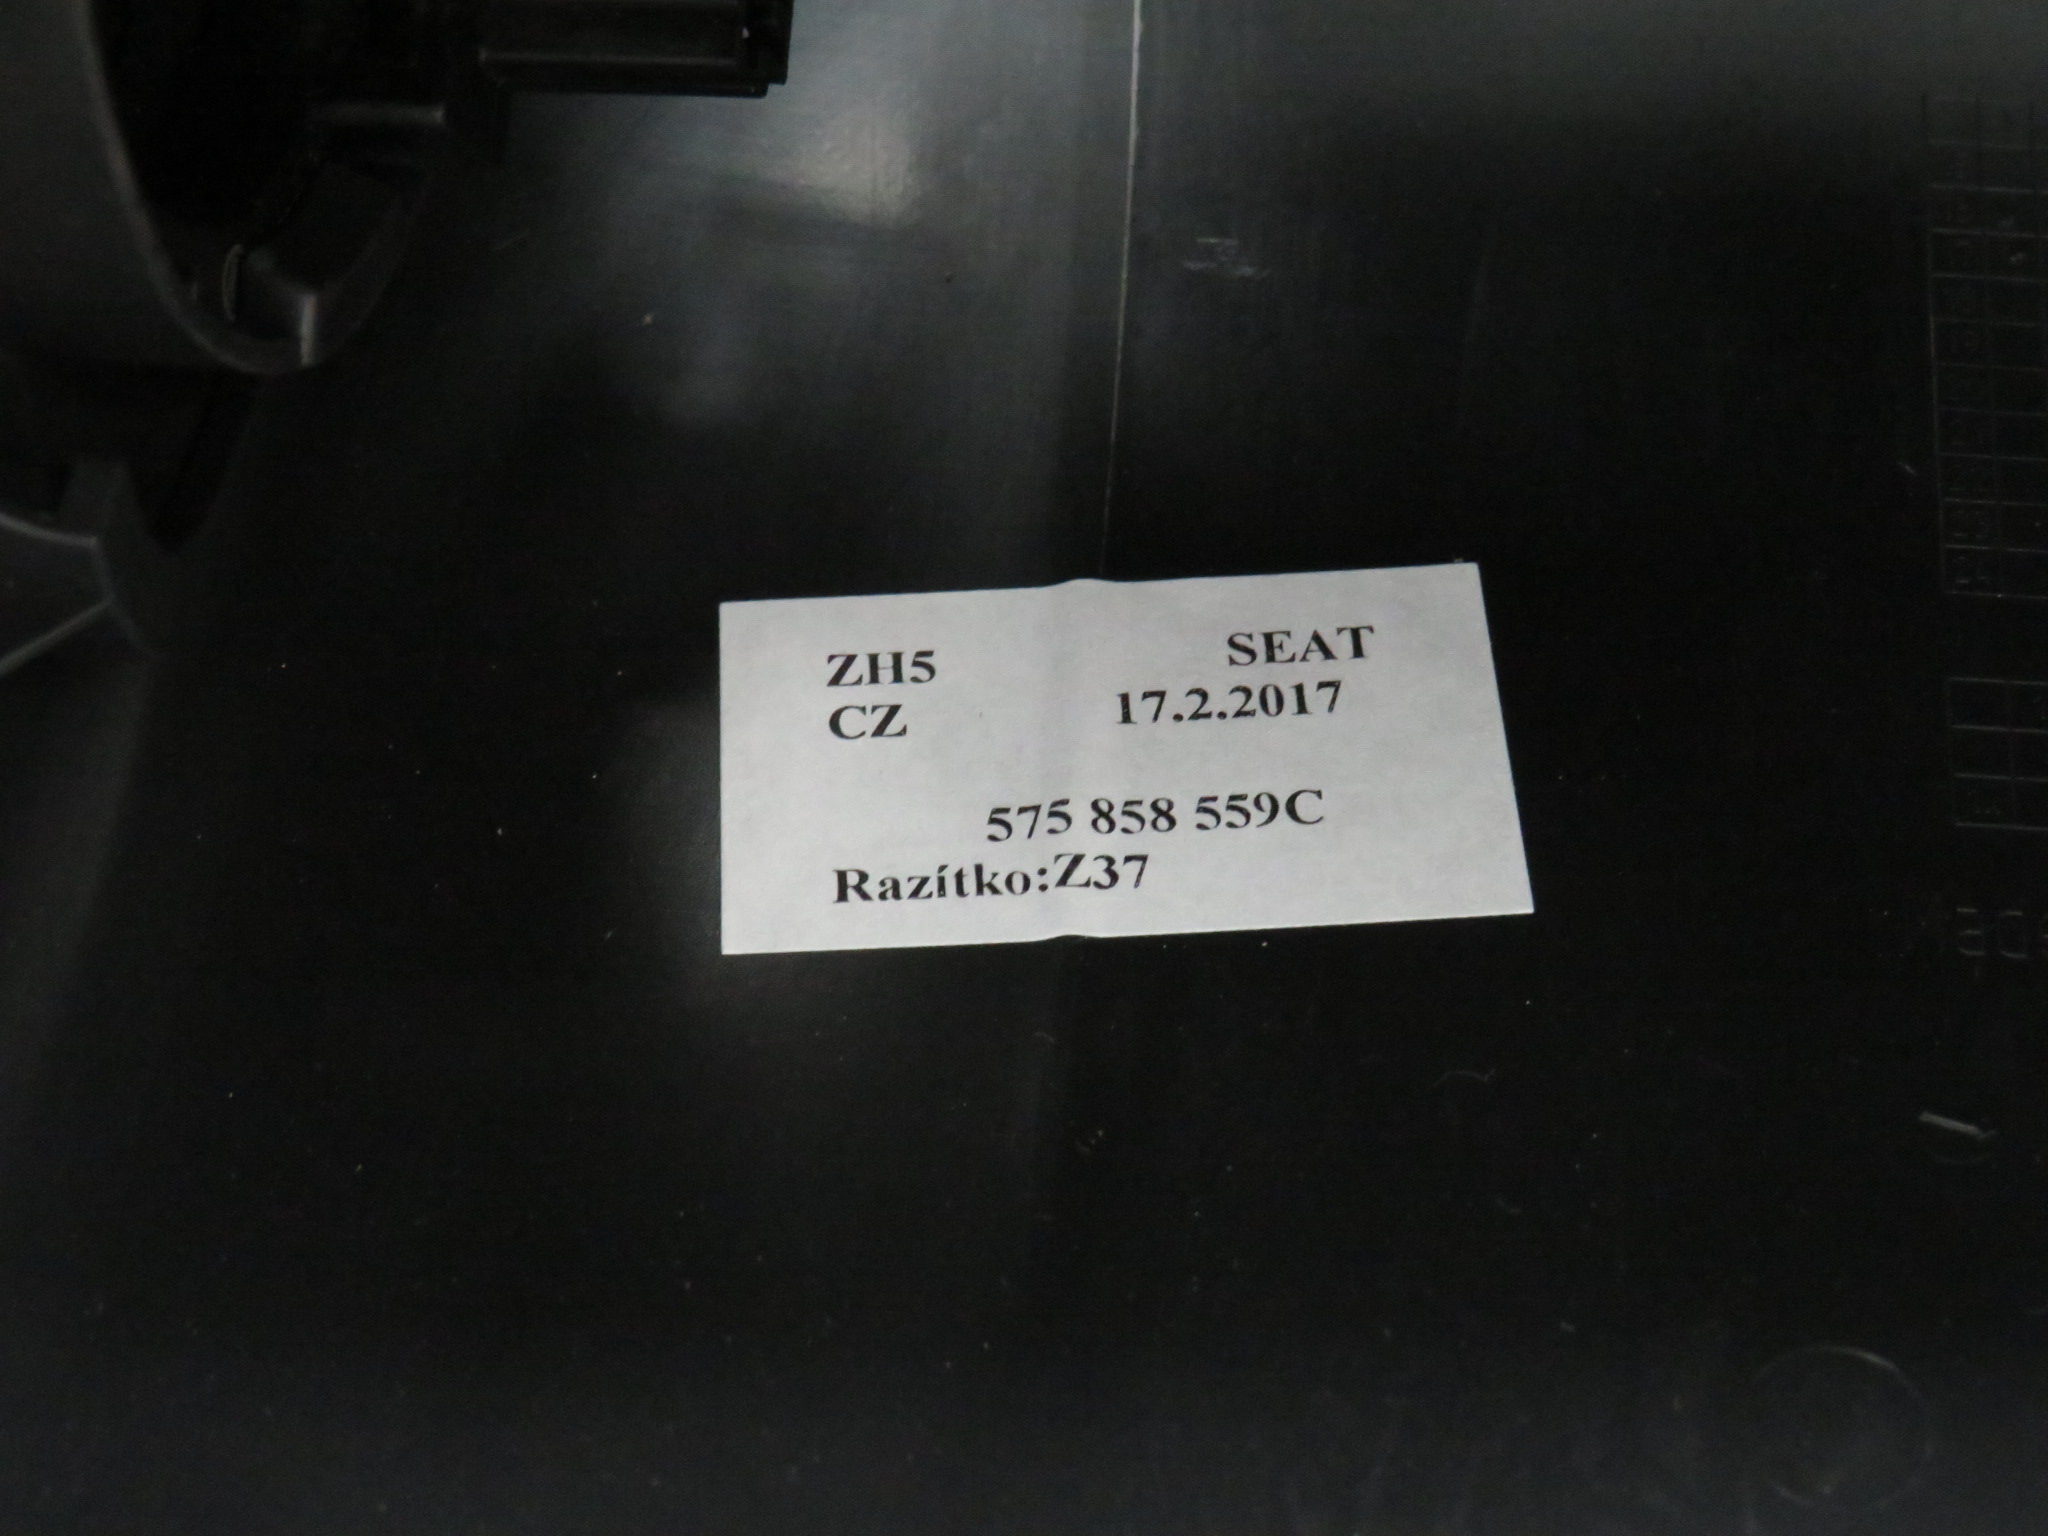 ZH5 SEAT
CZ 17.2.2017
575 858 559C
Razítko:Z37